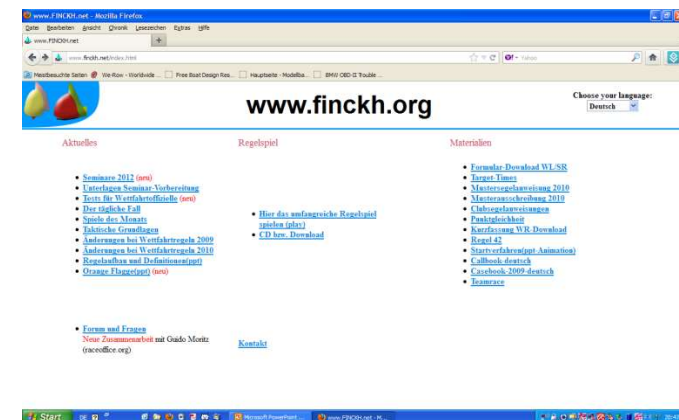 www.FINCKH.net - Mozilla Firefox
Datei Bearbeiten Ansicht Chronik Lesezeichen Extras Hilfe
www.FINCKH.net
www.finckh.net/index.html
Yahoo
Meistbesuchte Seiten We-Row - Worldwide ... Free Boat Design Res... Hauptseite - Modellba... BMW OBD-II Trouble ...
www.finckh.org
Choose your language:
Deutsch
Aktuelles
Seminare 2012 (neu)
Unterlagen Seminar-Vorbereitung
Tests für Wettfahrtoffizielle (neu)
Der tägliche Fall
Spiele des Monats
Taktische Grundlagen
Änderungen bei Wettfahrtregeln 2009
Änderungen bei Wettfahrtregeln 2010
Regelaufbau und Definitionen(ppt)
Orange Flagge(ppt) (neu)
Forum und Fragen
Neue Zusammenarbeit mit Guido Moritz
(raceoffice.org)
Regelspiel
Hier das umfangreiche Regelspiel
spielen (play)
CD bzw. Download
Kontakt
Materialien
Formular-Download WL/SR
Target-Times
Mustersegelanweisung 2010
Musterausschreibung 2010
Clubsegelanweisungen
Punktgleichheit
Kurzfassung WR-Download
Regel 42
Startverfahren(ppt-Animation)
Callbook-deutsch
Casebook-2009-deutsch
Teamrace
Start
DE
Microsoft PowerPoint ...
www.FINCKH.net - M...